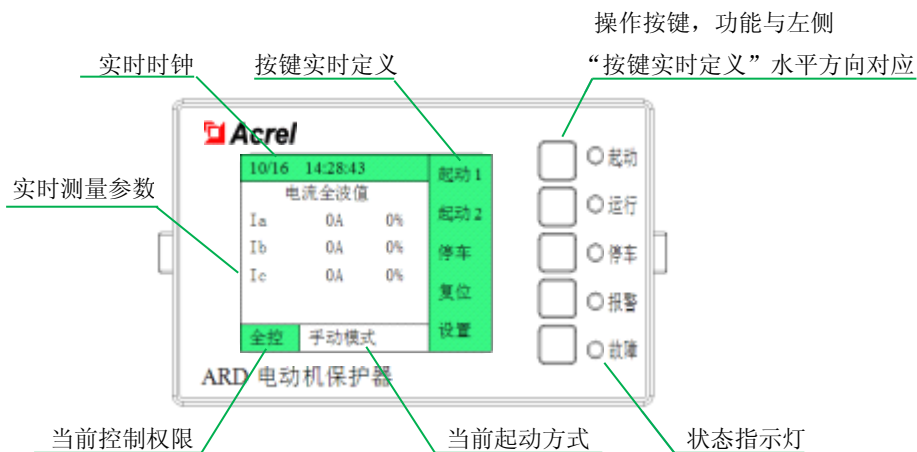 操作按键，功能与左侧
实时时钟
按键实时定义
“按键实时定义”水平方向对应
Acrel
10/16 14:28:43
起动1
起动
电流全波值
实时测量参数
Ia 0A 0%
起动2
运行
Ib 0A 0%
停车
停车
Ic 0A 0%
复位
报警
全控
手动模式
设置
故障
ARD 电动机保护器
当前控制权限
当前起动方式
状态指示灯